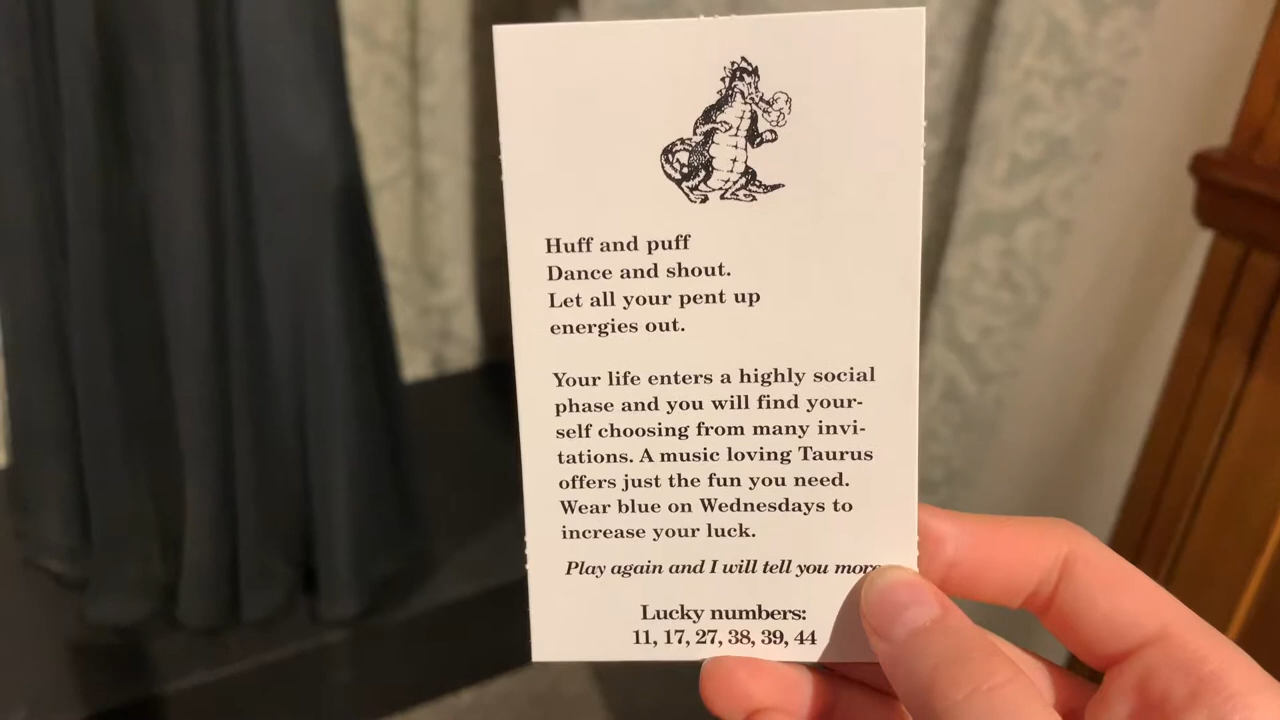 Huff and puff
Dance and shout.
Let all your pent up
energies out.
Your life enters a highly social
phase and you will find your-
self choosing from many invi-
tations. A music loving Taurus
offers just the fun you need.
Wear blue on Wednesdays to
increase your luck.
Play again and I will tell you more
Lucky numbers:
11, 17, 27, 38, 39, 44